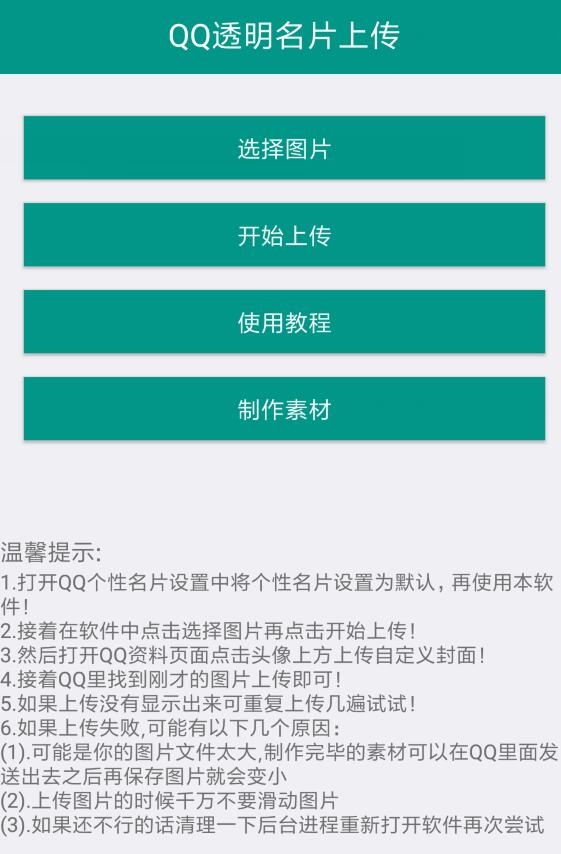 QQ透明名片上传
选择图片
开始上传
使用教程
制作素材
温馨提示:
1.打开QQ个性名片设置中将个性名片设置为默认，再使用本软
件！
2.接着在软件中点击选择图片再点击开始上传！
3.然后打开QQ资料页面点击头像上方上传自定义封面！
4.接着QQ里找到刚才的图片上传即可！
5.如果上传没有显示出来可重复上传几遍试试！
6.如果上传失败,可能有以下几个原因：
(1).可能是你的图片文件太大,制作完毕的素材可以在QQ里面发
送出去之后再保存图片就会变小
(2).上传图片的时候千万不要滑动图片
(3).如果还不行的话清理一下后台进程重新打开软件再次尝试